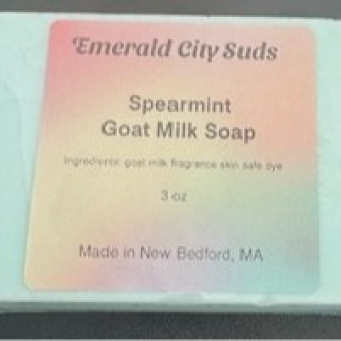 Emerald City Suds
Spearmint
Goat Milk Soap
Ingredients: goat milk fragrance skin safe dye
3 oz
Made in New Bedford, MA